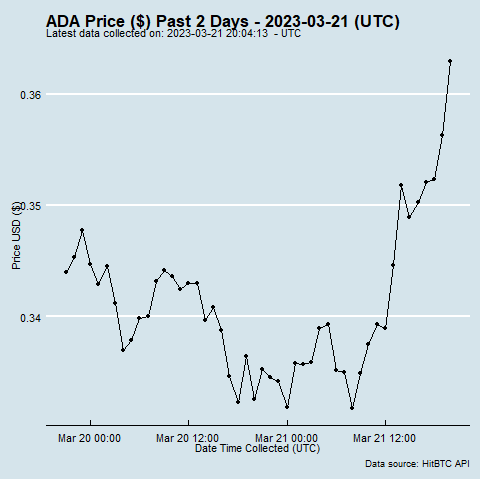 ADA Price ($) Past 2 Days - 2023-03-21 (UTC)
Latest data collected on: 2023-03-21 20:04:13 - UTC
0.36
0.35
0.34
Price USD ($)
Mar 20 00:00 Mar 20 12:00 Mar 21 00:00 Mar 21 12:00
Date Time Collected (UTC)
Data source: HitBTC API